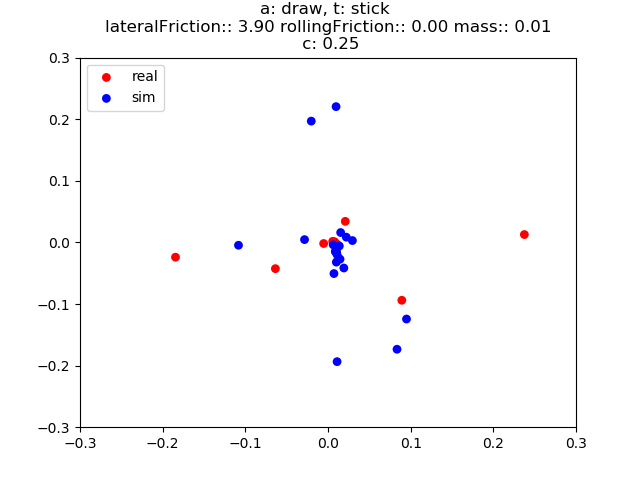 a: draw, t: stick
lateralFriction:: 3.90 rollingFriction:: 0.00 mass:: 0.01
c: 0.25
real
sim
0.3
0.2
0.1
0.0
−0.1
−0.2
−0.3
−0.3 −0.2 −0.1 0.0 0.1 0.2 0.3